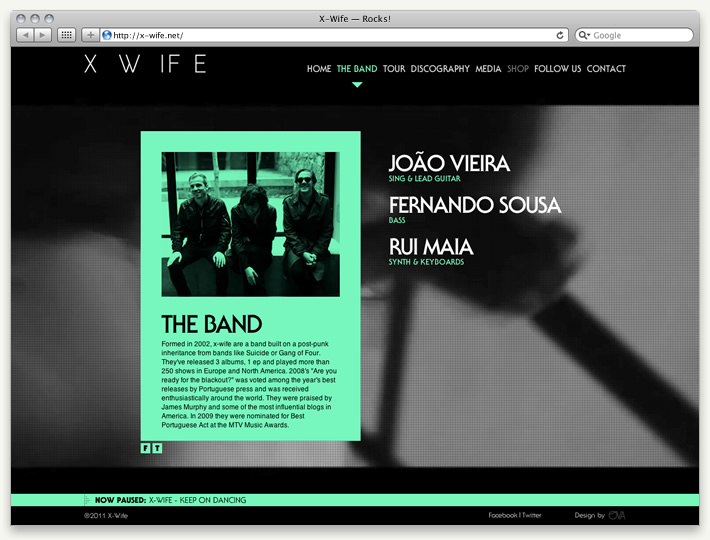 X-Wife — Rocks!
http://x-wife.net/
Google
X WIFE
HOME THE BAND TOUR DISCOGRAPHY MEDIA SHOP FOLLOW US CONTACT
JOÃO VIEIRA
SING & LEAD GUITAR
FERNANDO SOUSA
BASS
RUI MAIA
SYNTH & KEYBOARDS
THE BAND
Formed in 2002, x-wife are a band built on a post-punk
inheritance from bands like Suicide or Gang of Four.
They've released 3 albums, 1 ep and played more than
250 shows in Europe and North America. 2008's "Are you
ready for the blackout?" was voted among the year's best
releases by Portuguese press and was received
enthusiastically around the world. They were praised by
James Murphy and some of the most influential blogs in
America. In 2009 they were nominated for Best
Portuguese Act at the MTV Music Awards.
F T
NOW PAUSED: X-WIFE - KEEP ON DANCING
©2011 X-Wife
Facebook | Twitter
Design by OVA